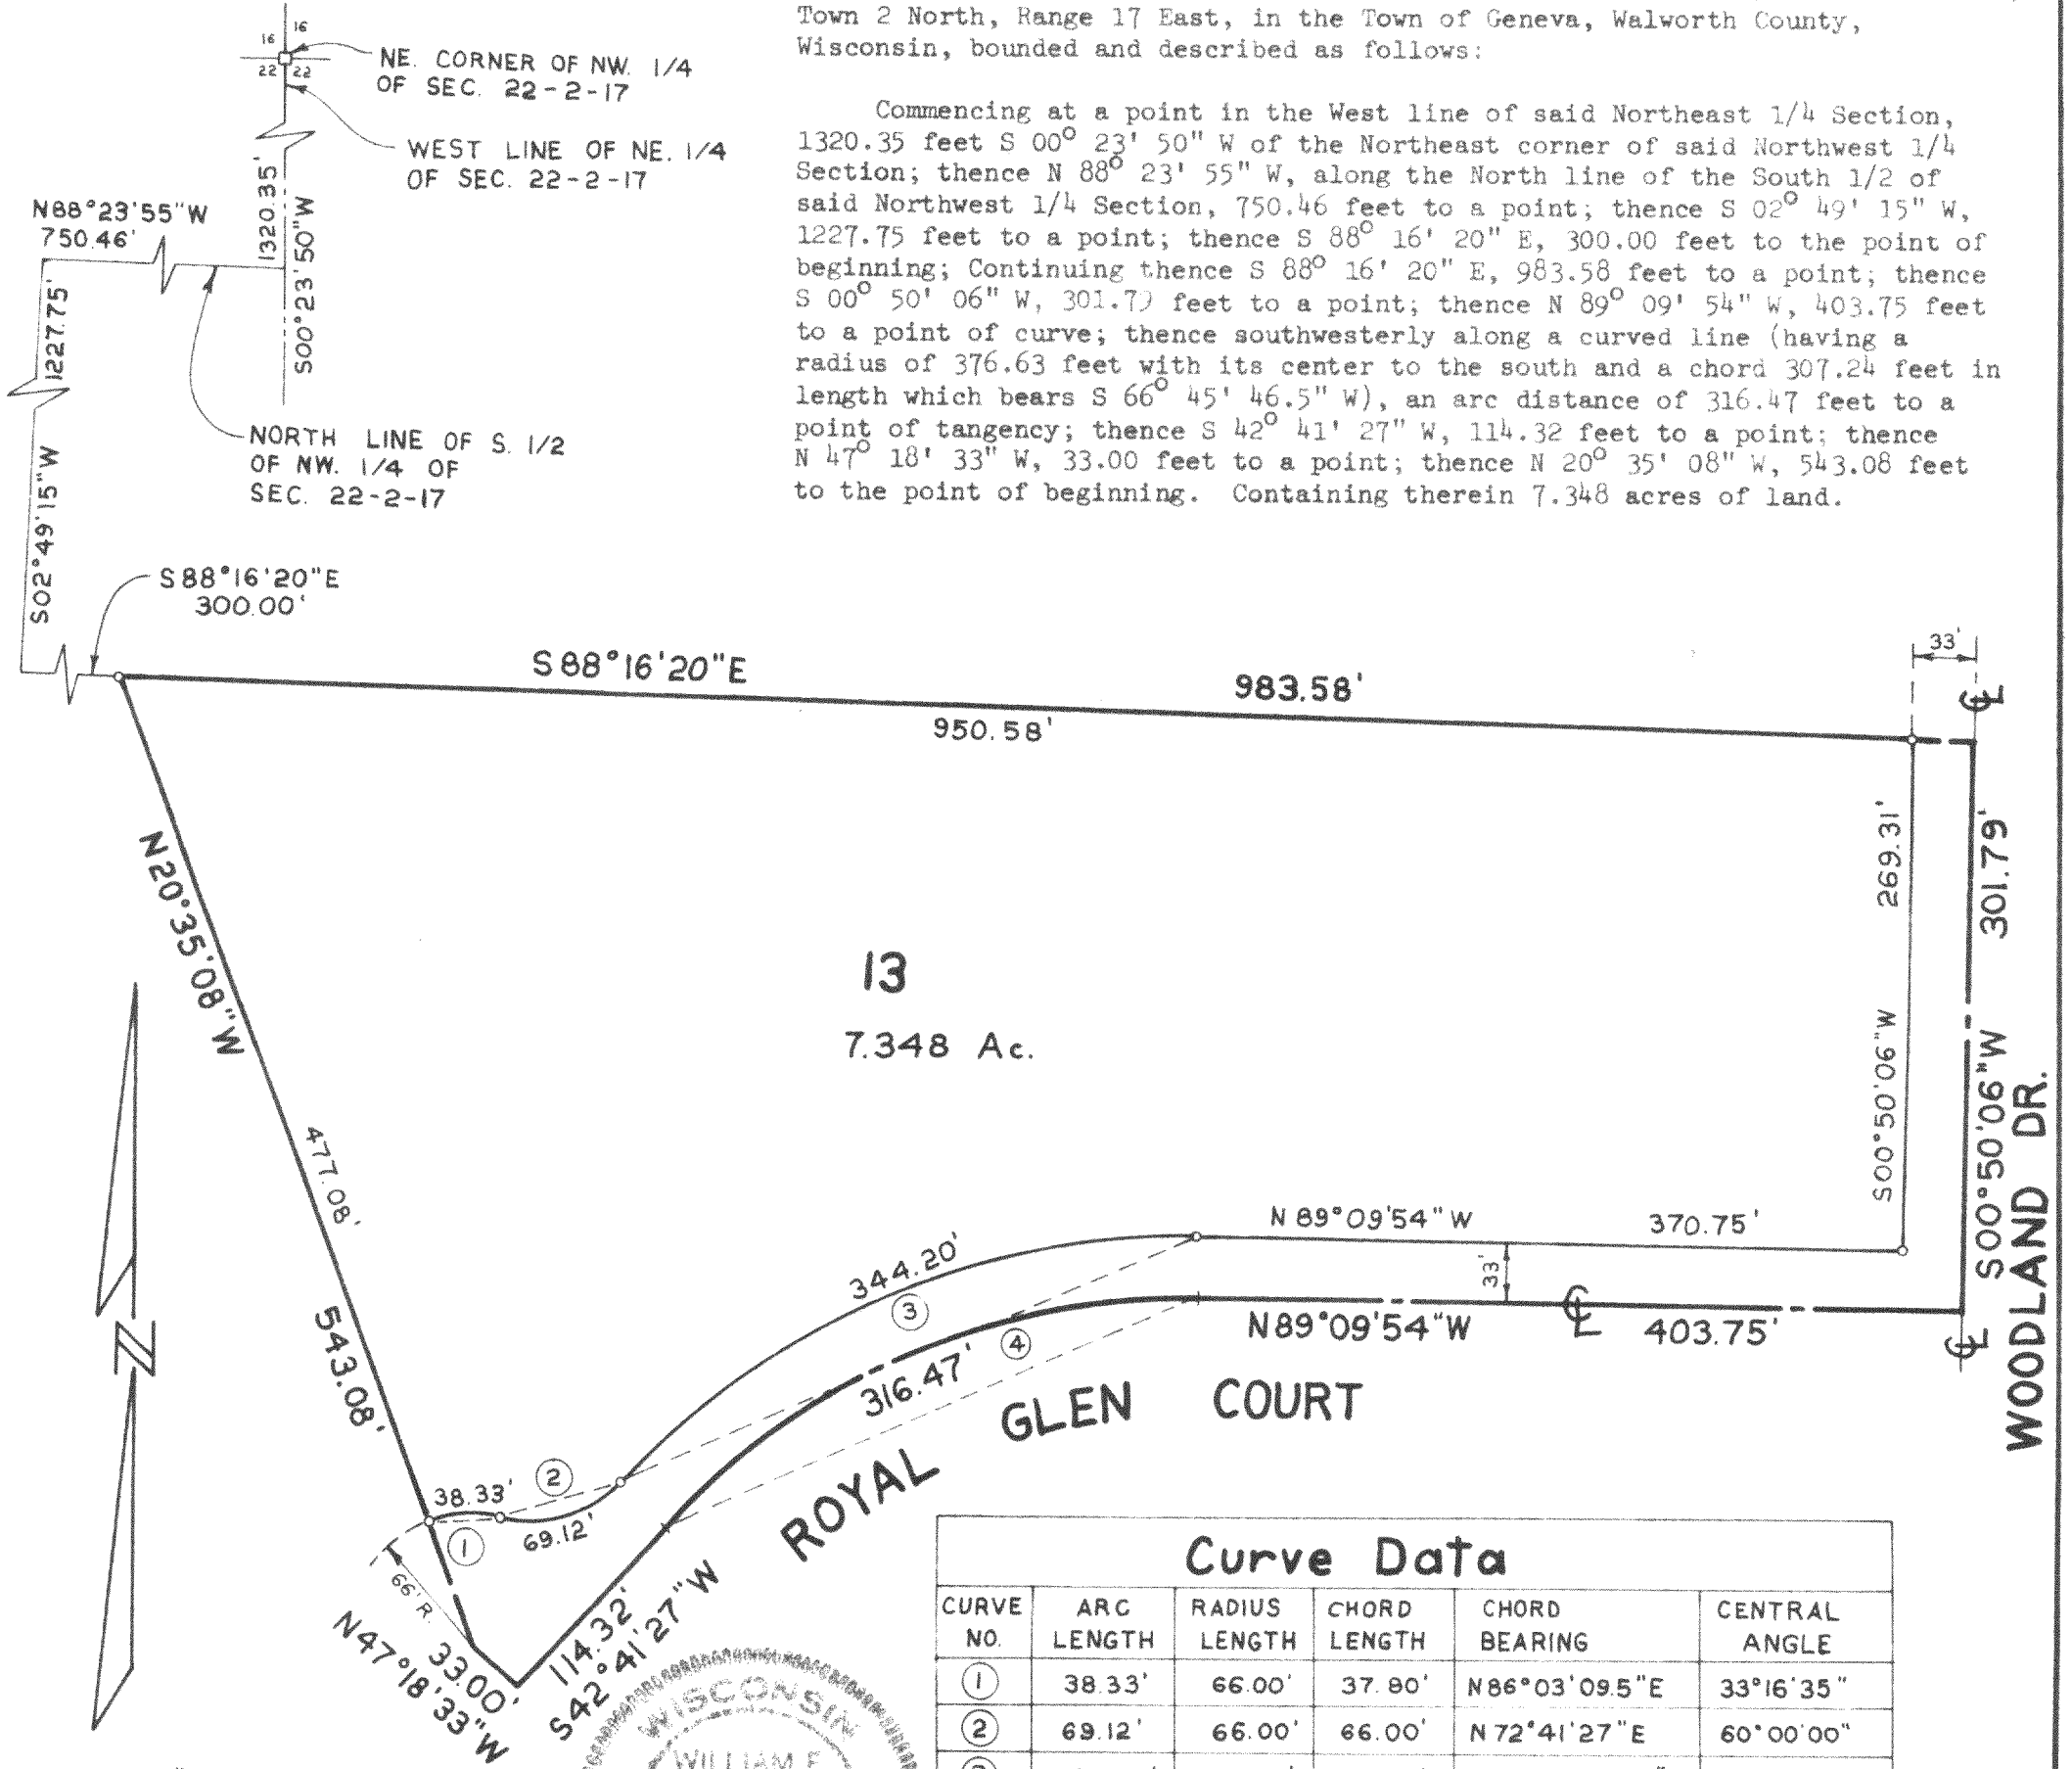 Town 2 North, Range 17 East, in the Town of Geneva, Walworth County,
Wisconsin, bounded and described as follows:
Commencing at a point in the West line of said Northeast 1/4 Section,
1320.35 feet S 00° 23' 50" W of the Northeast corner of said Northwest 1/4
Section; thence N 88° 23' 55" W, along the North line of the South 1/2 of
said Northwest 1/4 Section, 750.46 feet to a point; thence S 02° 49' 15" W,
1227.75 feet to a point; thence S 88° 16' 20" E, 300.00 feet to the point of
beginning; Continuing thence S 88° 16' 20" E, 983.58 feet to a point; thence
S 00° 50' 06" W, 301.79 feet to a point; thence N 89° 09' 54" W, 403.75 feet
to a point of curve; thence southwesterly along a curved line (having a
radius of 376.63 feet with its center to the south and a chord 307.24 feet in
length which bears S 66° 45' 46.5" W), an arc distance of 316.47 feet to a
point of tangency; thence S 42° 41' 27" W, 114.32 feet to a point; thence
N 47° 18' 33" W, 33.00 feet to a point; thence N 20° 35' 08" W, 543.08 feet
to the point of beginning. Containing therein 7.348 acres of land.
16 16
22 22
NE. CORNER OF NW. 1/4
OF SEC. 22-2-17
WEST LINE OF NE. 1/4
OF SEC. 22-2-17
1320.35'
S00°23'50"W
N88°23'55"W
750.46'
1227.75'
S02°49'15"W
NORTH LINE OF S. 1/2
OF NW. 1/4 OF
SEC. 22-2-17
S88°16'20"E
300.00'
S88°16'20"E
983.58'
950.58'
33'
℄
269.31'
301.79'
S00°50'06"W
S00°50'06"W
WOODLAND DR.
N20°35'08"W
477.08'
543.08'
13
7.348 Ac.
N
N89°09'54"W
370.75'
33'
344.20'
3
4
316.47'
N89°09'54"W
℄
403.75'
℄
ROYAL GLEN COURT
38.33'
2
69.12'
1
66' R.
N47°18'33"W
33.00'
114.32'
S42°41'27"W
WISCONSIN
WILLIAM E.
Curve Data
CURVE NO. ARC LENGTH RADIUS LENGTH CHORD LENGTH CHORD BEARING CENTRAL ANGLE
1 38.33' 66.00' 37.80' N86°03'09.5"E 33°16'35"
2 69.12' 66.00' 66.00' N72°41'27"E 60°00'00"